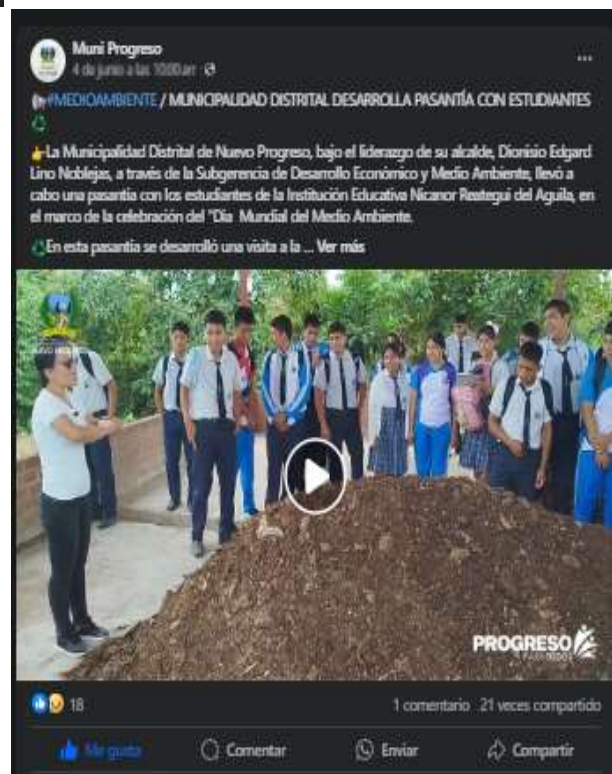 Muni Progreso
4 de junio a las 10:00 am
#MEDIOAMBIENTE / MUNICIPALIDAD DISTRITAL DESARROLLA PASANTÍA CON ESTUDIANTES
La Municipalidad Distrital de Nuevo Progreso, bajo el liderazgo de su alcalde, Dionisio Edgard
Lino Noblejas, a través de la Subgerencia de Desarrollo Económico y Medio Ambiente, llevó a
cabo una pasantía con los estudiantes de la Institución Educativa Nicanor Reategui del Aguila, en
el marco de la celebración del "Día Mundial del Medio Ambiente.
En esta pasantía se desarrolló una visita a la ... Ver más
PROGRESO
18
1 comentario 21 veces compartido
Me gusta Comentar Enviar Compartir